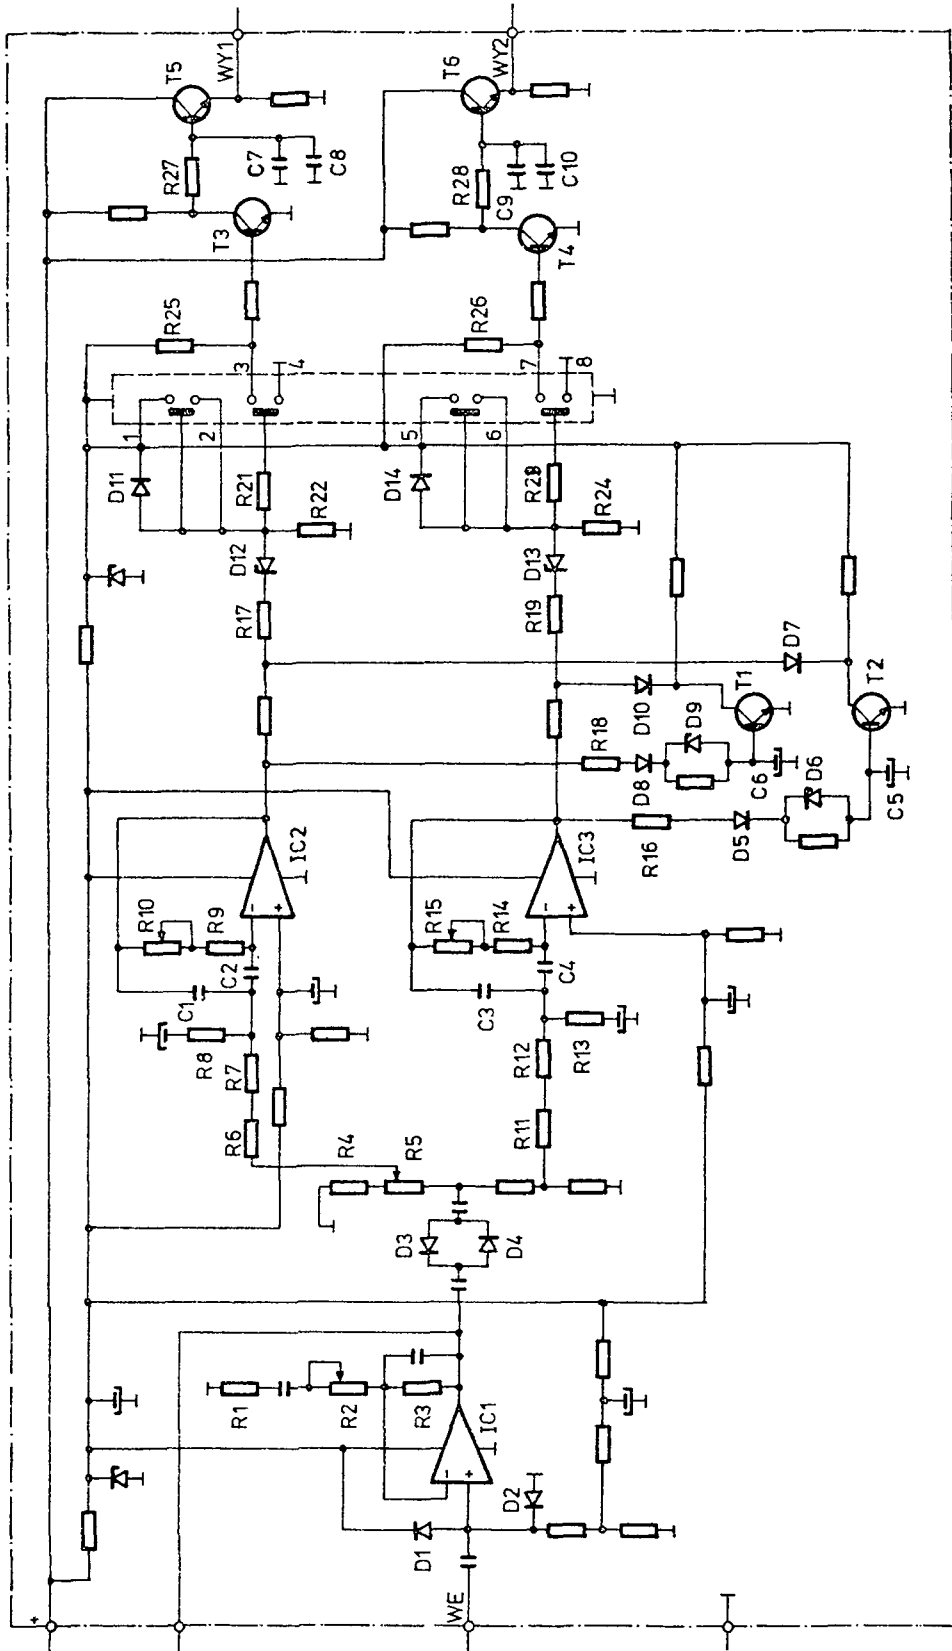 WY1
WY2
T5
T6
R27
C7
C8
R28
C9
C10
T3
T4
R25
R26
3
4
7
8
1
2
5
6
D11
D14
R21
R22
R23
R24
D12
D13
R17
R19
D7
D10
T1
T2
R18
D9
D8
C6
D6
C5
R16
D5
IC2
IC3
R10
R9
R15
R14
- +
- +
C2
C1
C4
C3
R8
R7
R6
R12
R13
R11
R4
R5
D3
D4
R1
R2
R3
IC1
- +
D2
D1
WE
+